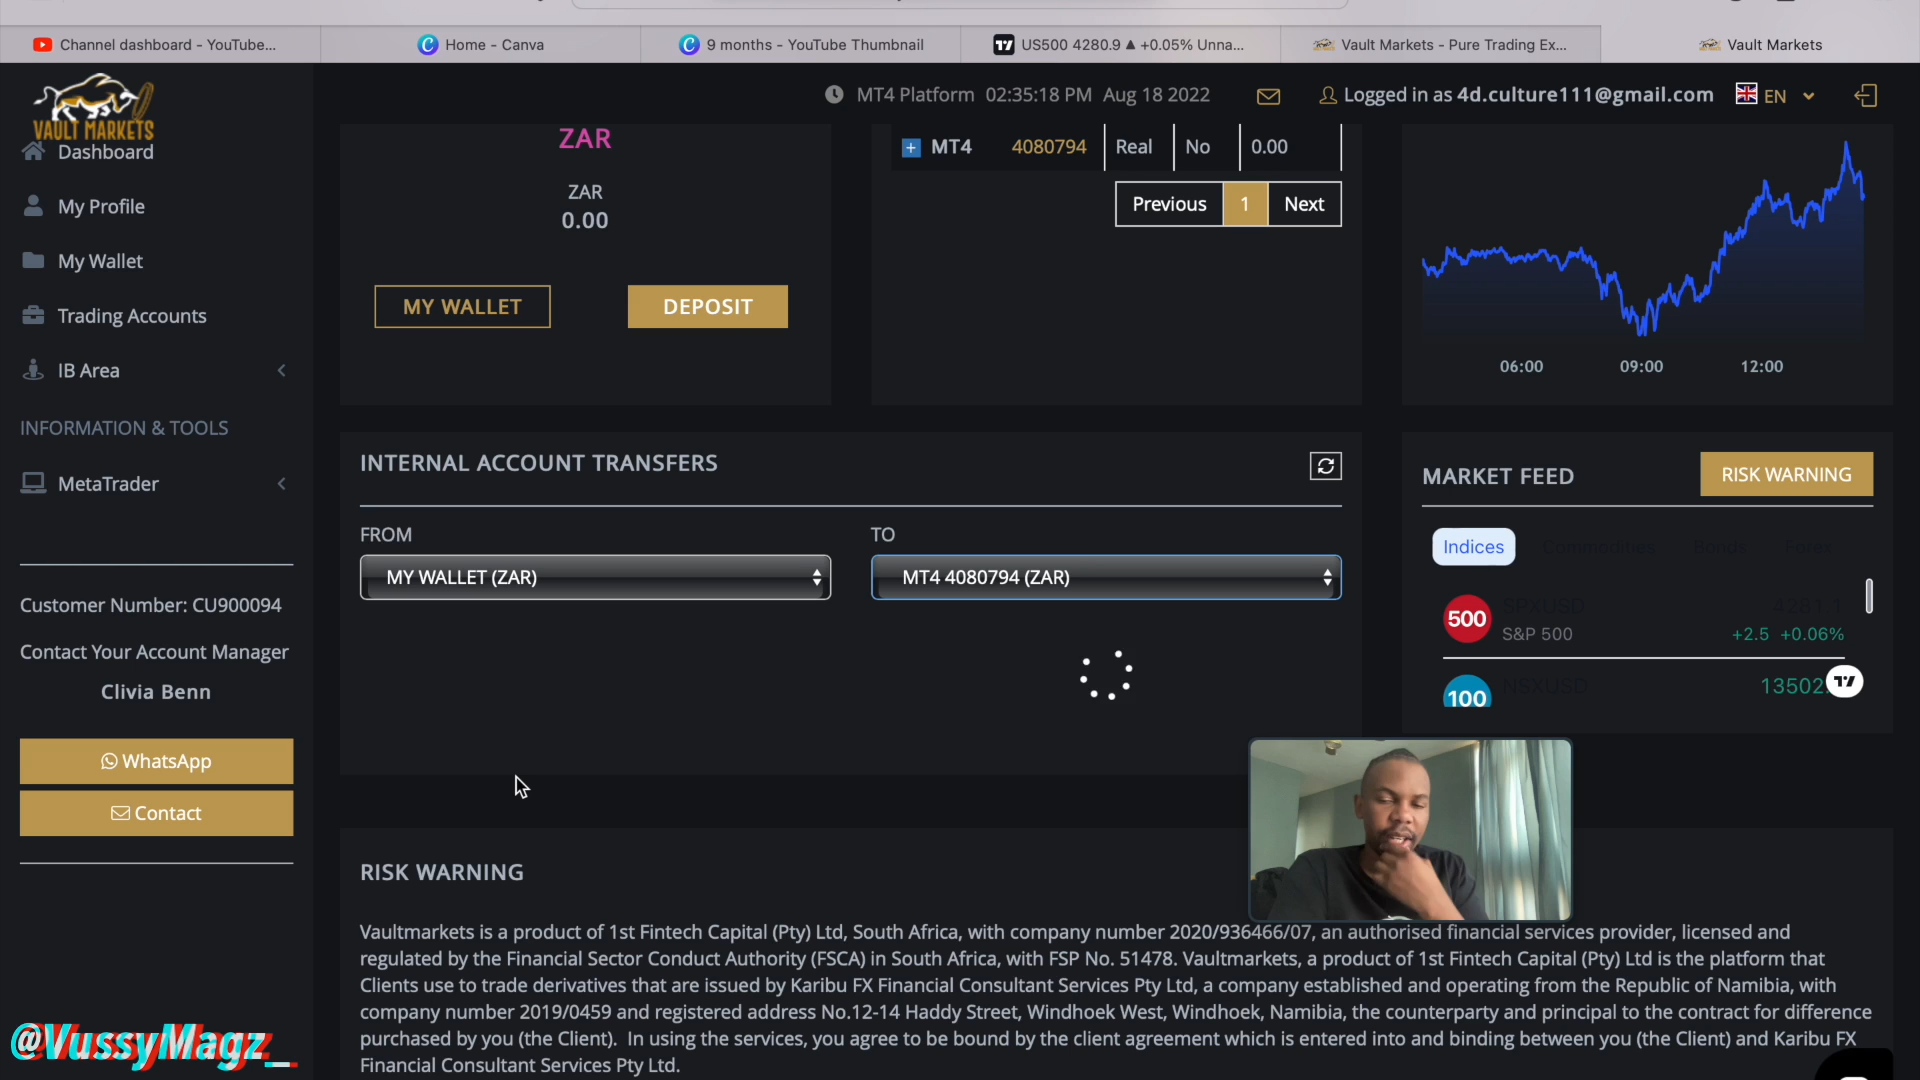 Channel dashboard - YouTube...
Home - Canva
9 months - YouTube Thumbnail
US500 4280.9 ▲ +0.05% Unna...
Vault Markets - Pure Trading Ex...
Vault Markets
VAULT MARKETS
MT4 Platform 02:35:18 PM Aug 18 2022
Logged in as 4d.culture111@gmail.com
EN
Dashboard
My Profile
My Wallet
Trading Accounts
IB Area
INFORMATION & TOOLS
MetaTrader
Customer Number: CU900094
Contact Your Account Manager
Clivia Benn
WhatsApp
Contact
@VussyMagz_
ZAR
ZAR
0.00
MY WALLET
DEPOSIT
MT4 4080794 Real No 0.00
Previous 1 Next
06:00 09:00 12:00
INTERNAL ACCOUNT TRANSFERS
FROM
MY WALLET (ZAR)
TO
MT4 4080794 (ZAR)
MARKET FEED
RISK WARNING
Indices Commodities Bonds Forex
500
SPXUSD 4281.1
S&P 500 +2.5 +0.06%
100
NSXUSD 13502.
RISK WARNING
Vaultmarkets is a product of 1st Fintech Capital (Pty) Ltd, South Africa, with company number 2020/936466/07, an authorised financial services provider, licensed and
regulated by the Financial Sector Conduct Authority (FSCA) in South Africa, with FSP No. 51478. Vaultmarkets, a product of 1st Fintech Capital (Pty) Ltd is the platform that
Clients use to trade derivatives that are issued by Karibu FX Financial Consultant Services Pty Ltd, a company established and operating from the Republic of Namibia, with
company number 2019/0459 and registered address No.12-14 Haddy Street, Windhoek West, Windhoek, Namibia, the counterparty and principal to the contract for difference
purchased by you (the Client). In using the services, you agree to be bound by the client agreement which is entered into and binding between you (the Client) and Karibu FX
Financial Consultant Services Pty Ltd.